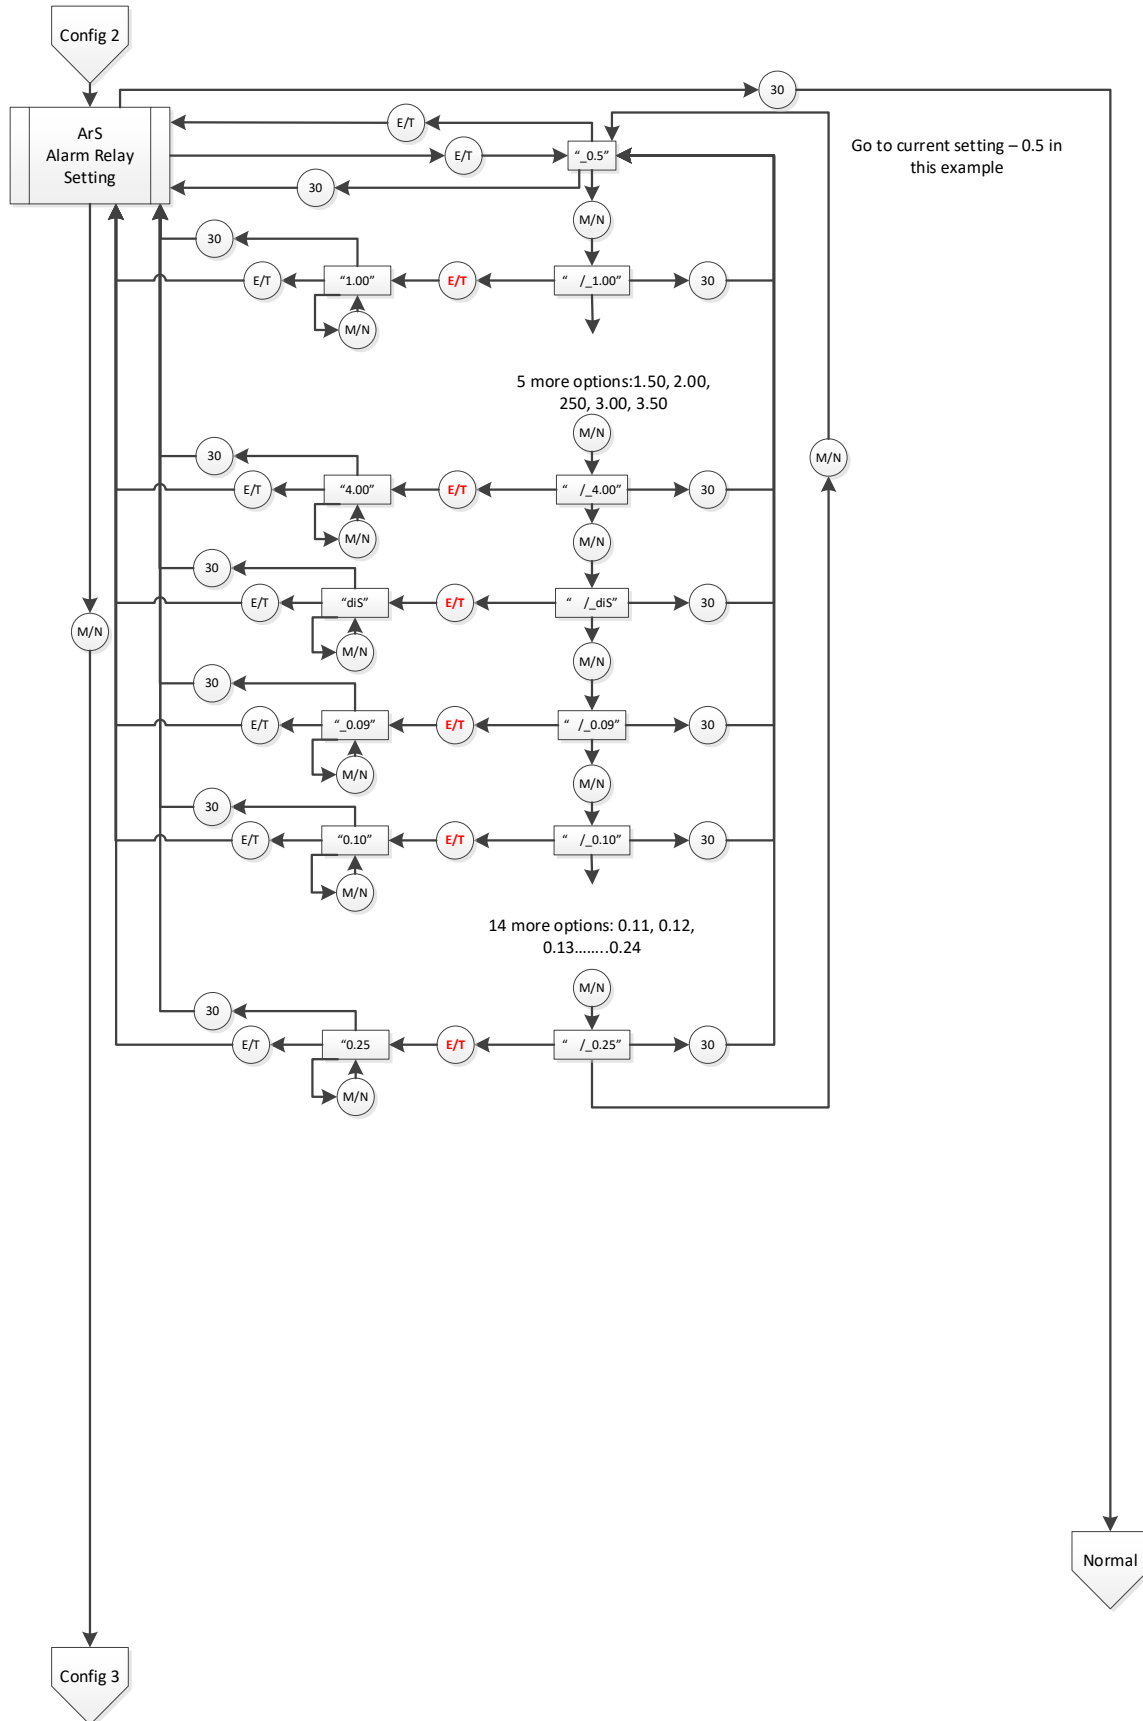 Config 2
30
ArS
Alarm Relay
Setting
E/T
E/T
"_0.5"
Go to current setting – 0.5 in
this example
30
M/N
30
E/T
"1.00"
E/T
"   /_1.00"
30
M/N
5 more options:1.50, 2.00,
250, 3.00, 3.50
M/N
30
M/N
E/T
"4.00"
E/T
"   /_4.00"
30
M/N
M/N
30
E/T
"diS"
E/T
"   /_diS"
30
M/N
M/N
M/N
30
E/T
"_0.09"
E/T
"   /_0.09"
30
M/N
M/N
30
E/T
"0.10"
E/T
"   /_0.10"
30
M/N
14 more options: 0.11, 0.12,
0.13........0.24
M/N
30
E/T
"0.25
E/T
"   /_0.25"
30
M/N
Normal
Config 3